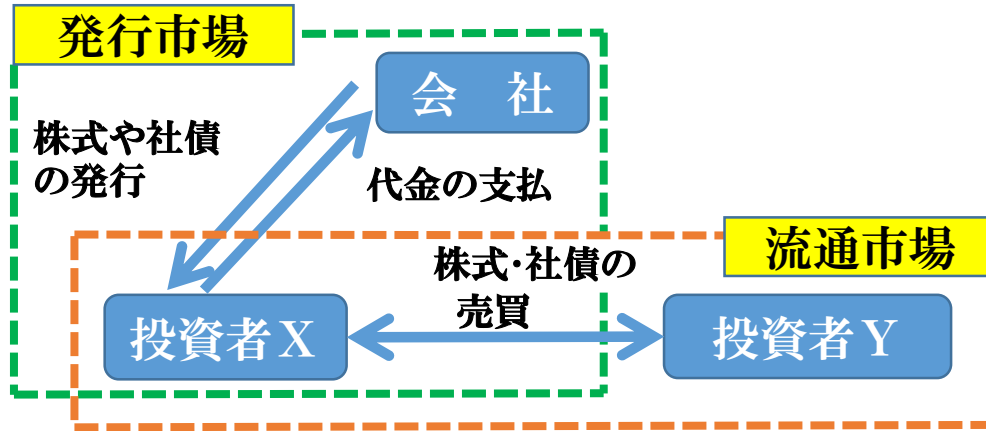 発行市場
会　社
株式や社債
の発行
代金の支払
流通市場
株式･社債の
売買
投資者Ｘ
投資者Ｙ